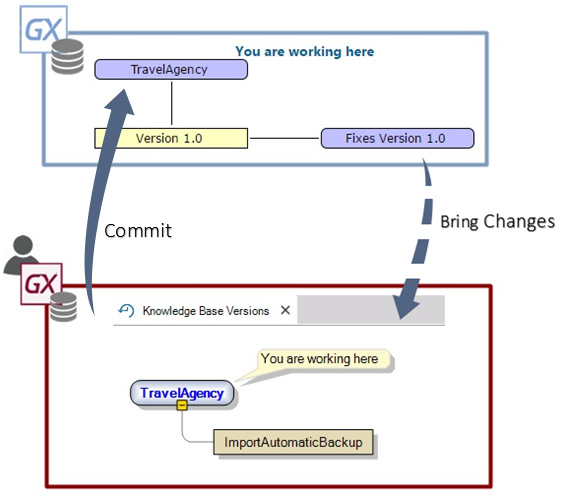 GX
You are working here
TravelAgency
Version 1.0
Fixes Version 1.0
Commit
Bring Changes
GX
Knowledge Base Versions
You are working here
TravelAgency
ImportAutomaticBackup